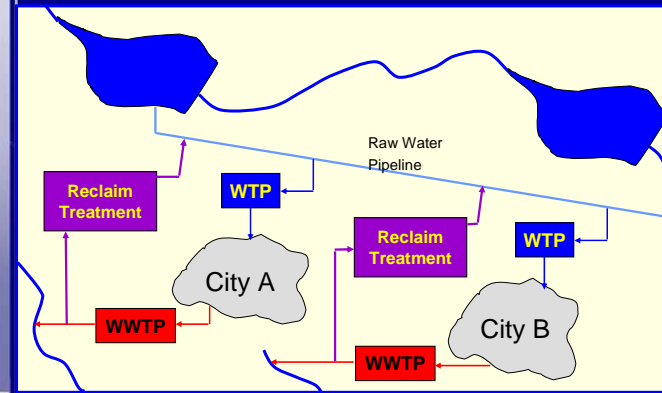 Raw Water
Pipeline
Reclaim
Treatment
WTP
Reclaim
Treatment
WTP
City A
City B
WWTP
WWTP